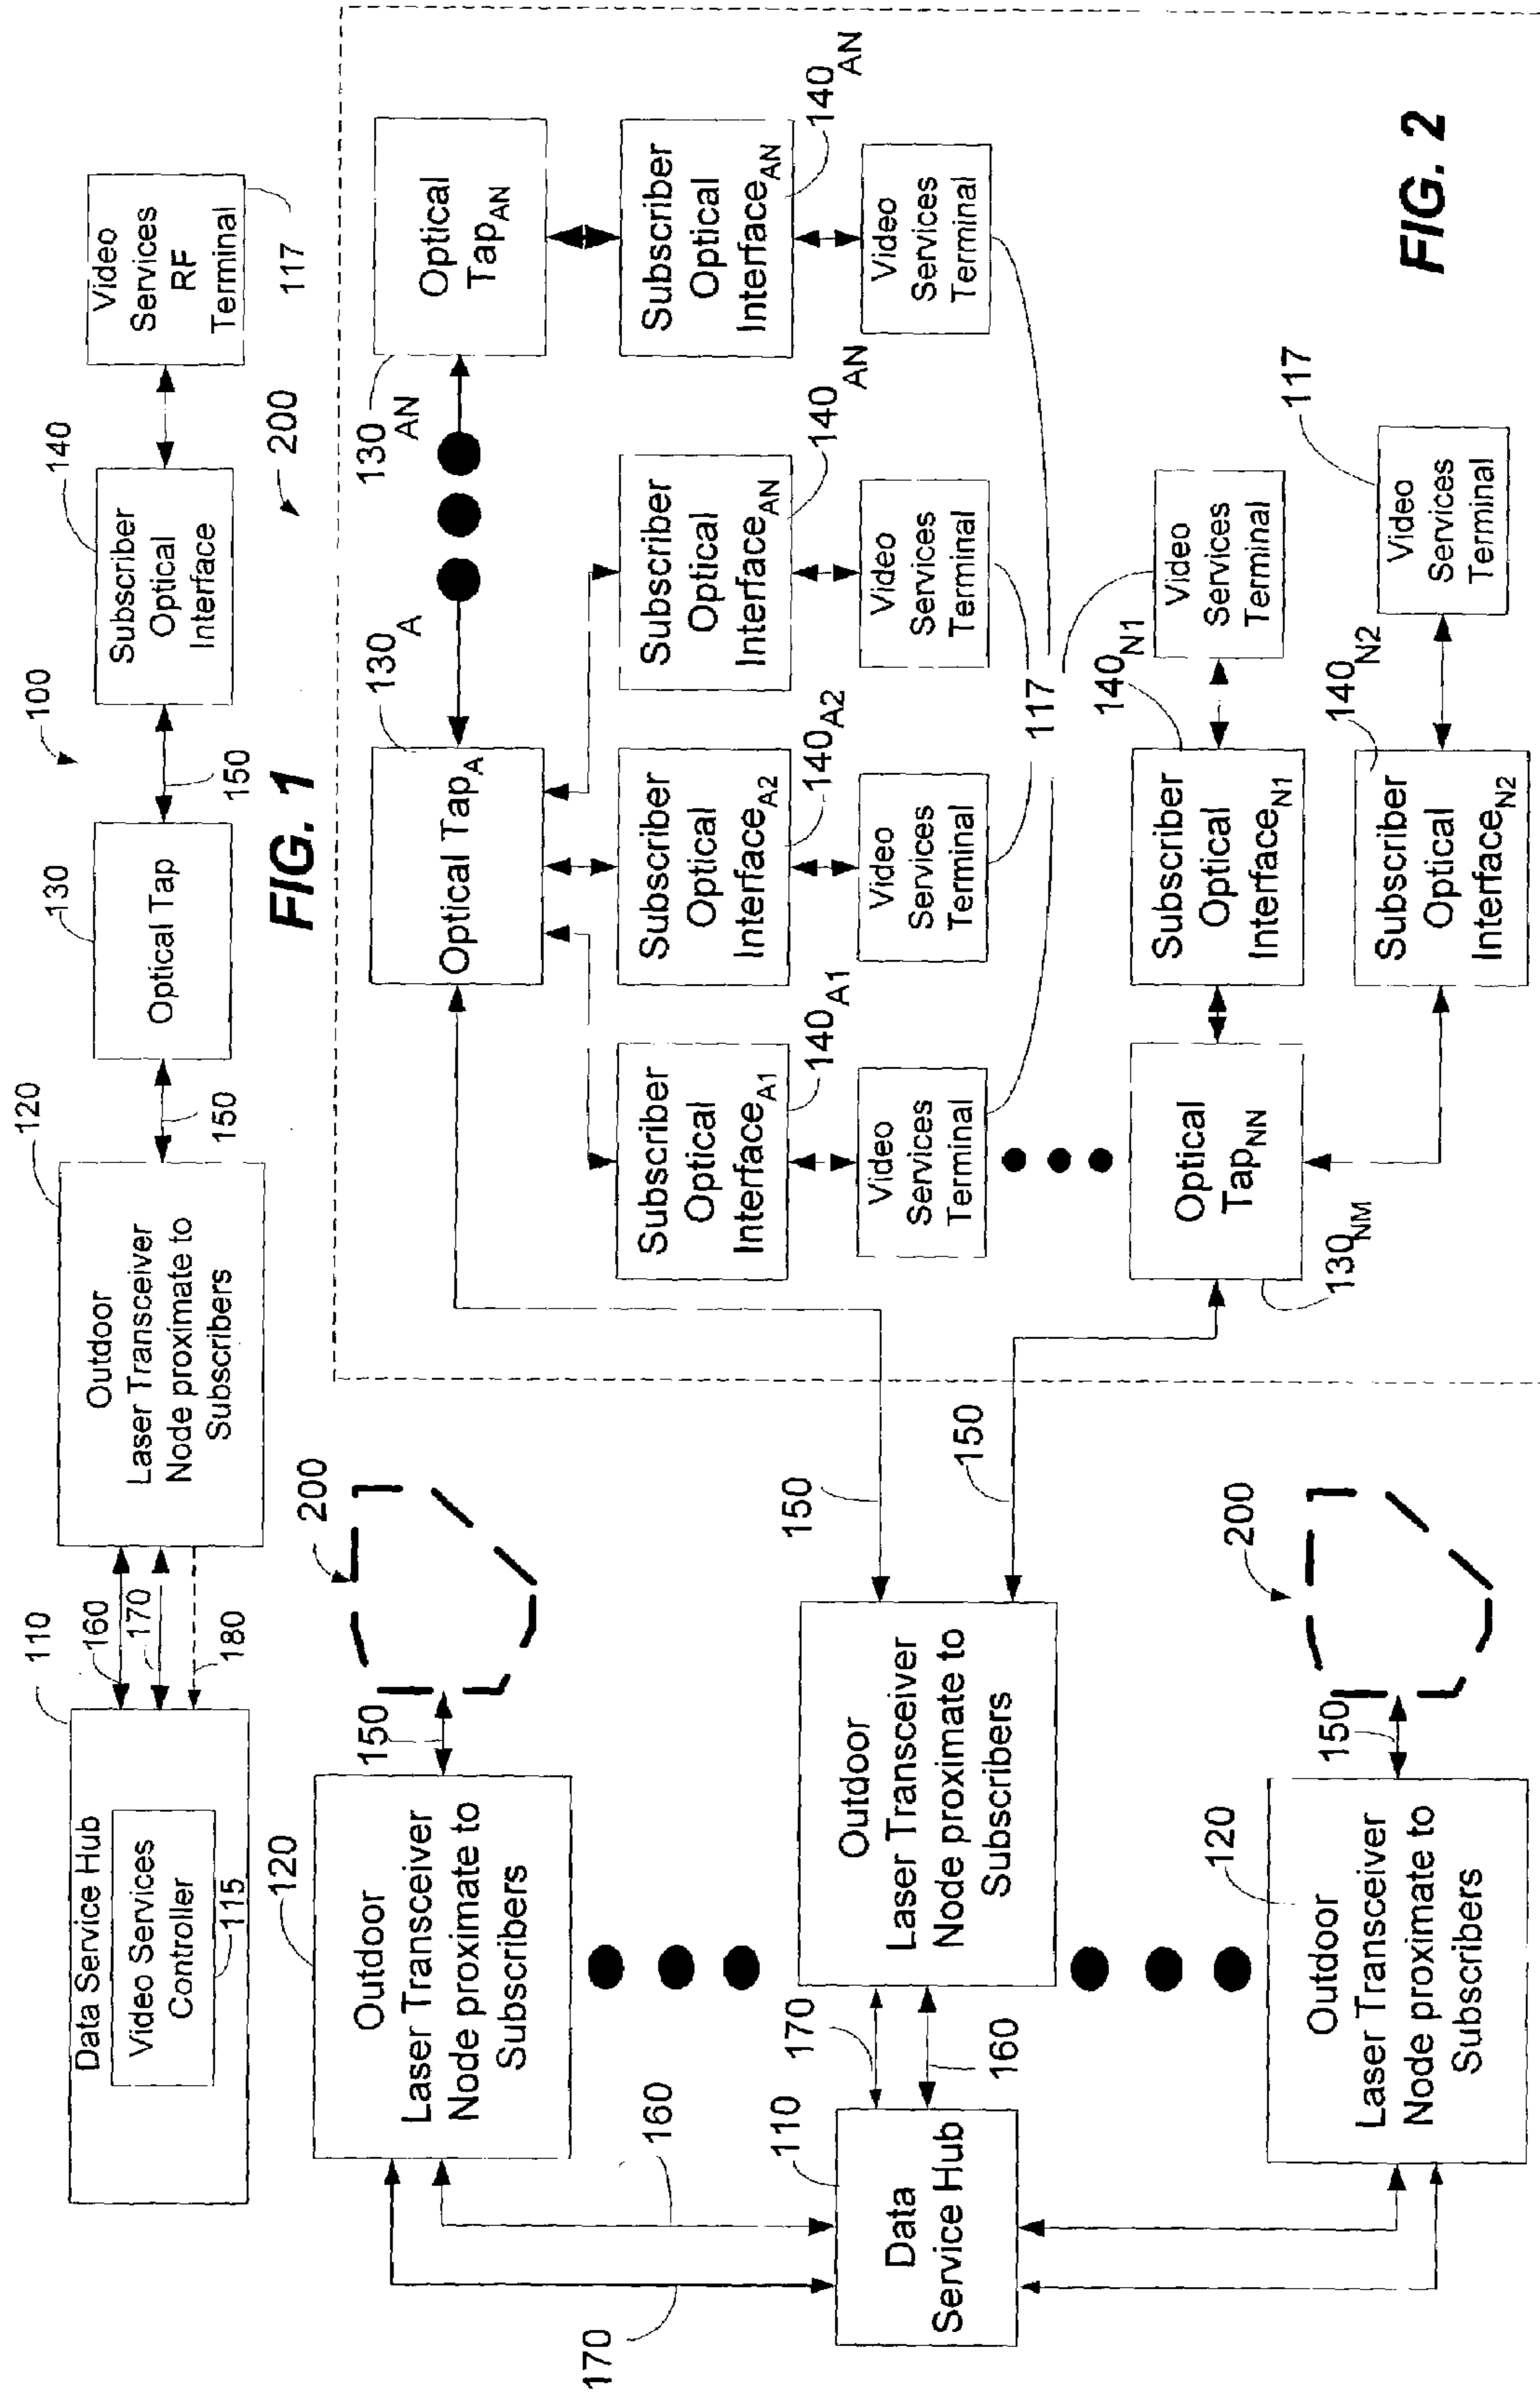 100
110
Data Service Hub
Video Services
Controller
115
160
170
180
120
Outdoor
Laser Transceiver
Node proximate to
Subscribers
150
130
Optical Tap
150
140
Subscriber
Optical
Interface
Video
Services
RF
Terminal
117
FIG. 1
200
120
Outdoor
Laser Transceiver
Node proximate to
Subscribers
150
200
160
170
110
Data
Service Hub
170
160
Outdoor
Laser Transceiver
Node proximate to
Subscribers
150
150
120
Outdoor
Laser Transceiver
Node proximate to
Subscribers
150
200
130A
Optical TapA
130AN
Optical
TapAN
Subscriber
Optical
InterfaceA1
140A1
Subscriber
Optical
InterfaceA2
140A2
Subscriber
Optical
InterfaceAN
140AN
Subscriber
Optical
InterfaceAN
140AN
Video
Services
Terminal
Video
Services
Terminal
Video
Services
Terminal
Video
Services
Terminal
117
Optical
TapNN
130NM
Subscriber
Optical
InterfaceN1
140N1
Video
Services
Terminal
Subscriber
Optical
InterfaceN2
140N2
Video
Services
Terminal
117
FIG. 2